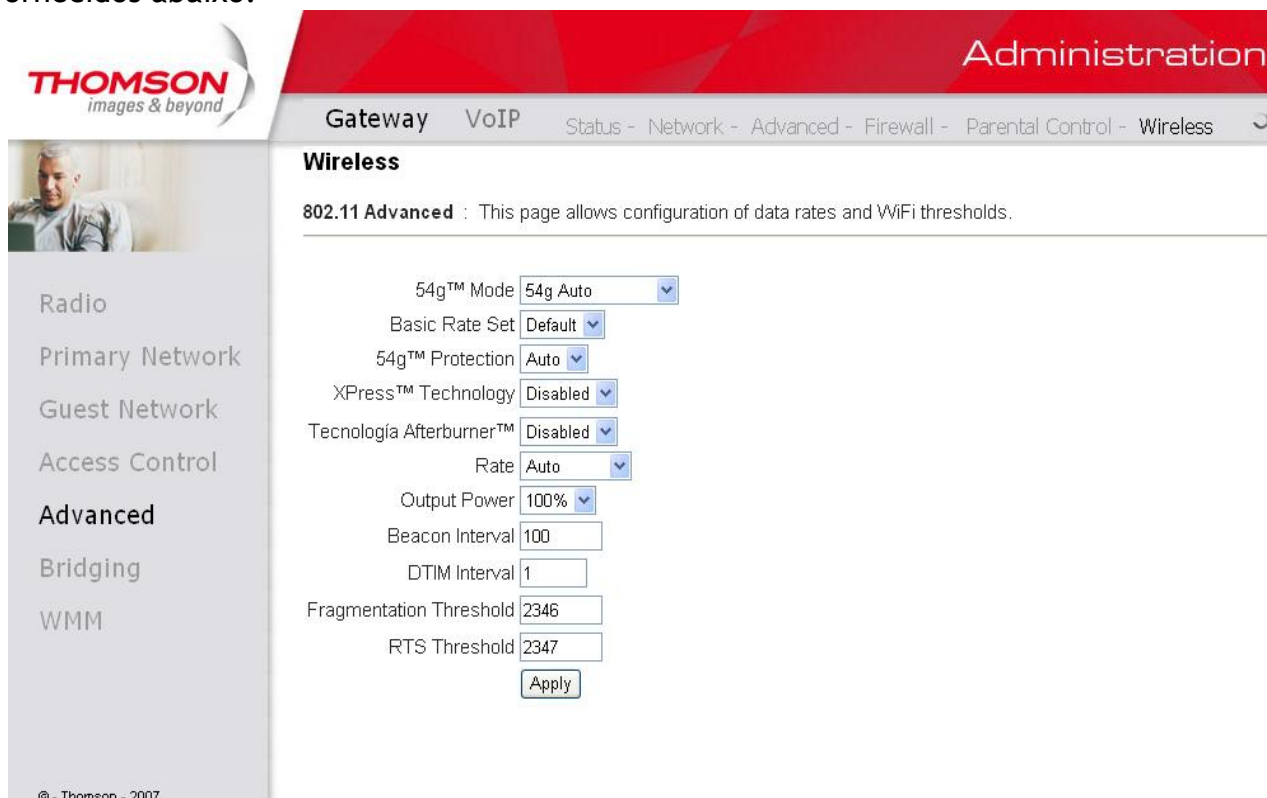 THOMSON
images & beyond
Administration
Gateway VoIP Status - Network - Advanced - Firewall - Parental Control - Wireless
Wireless
802.11 Advanced : This page allows configuration of data rates and WiFi thresholds.
Radio
Primary Network
Guest Network
Access Control
Advanced
Bridging
WMM
54g™ Mode 54g Auto
Basic Rate Set Default
54g™ Protection Auto
XPress™ Technology Disabled
Tecnología Afterburner™ Disabled
Rate Auto
Output Power 100%
Beacon Interval 100
DTIM Interval 1
Fragmentation Threshold 2346
RTS Threshold 2347
Apply
© - Thomson - 2007